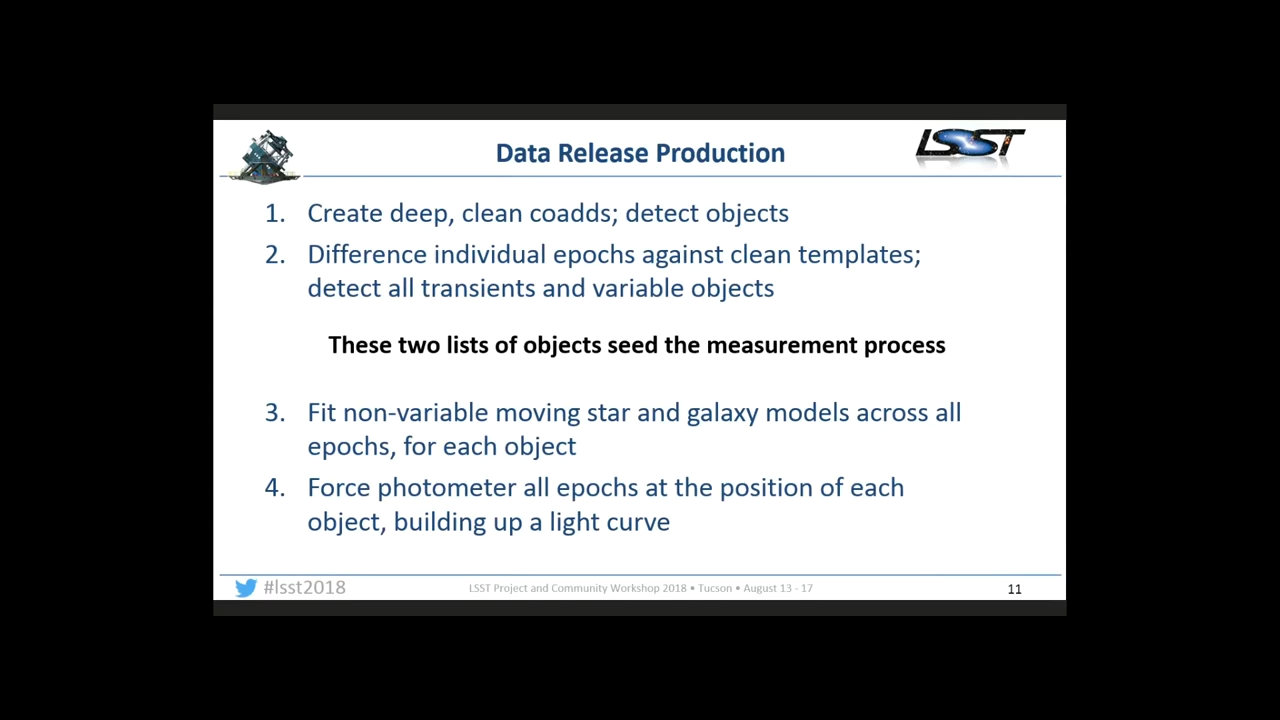 Data Release Production
LSST
1. Create deep, clean coadds; detect objects
2. Difference individual epochs against clean templates;
detect all transients and variable objects
These two lists of objects seed the measurement process
3. Fit non-variable moving star and galaxy models across all
epochs, for each object
4. Force photometer all epochs at the position of each
object, building up a light curve
#lsst2018
LSST Project and Community Workshop 2018 • Tucson • August 13 - 17
11